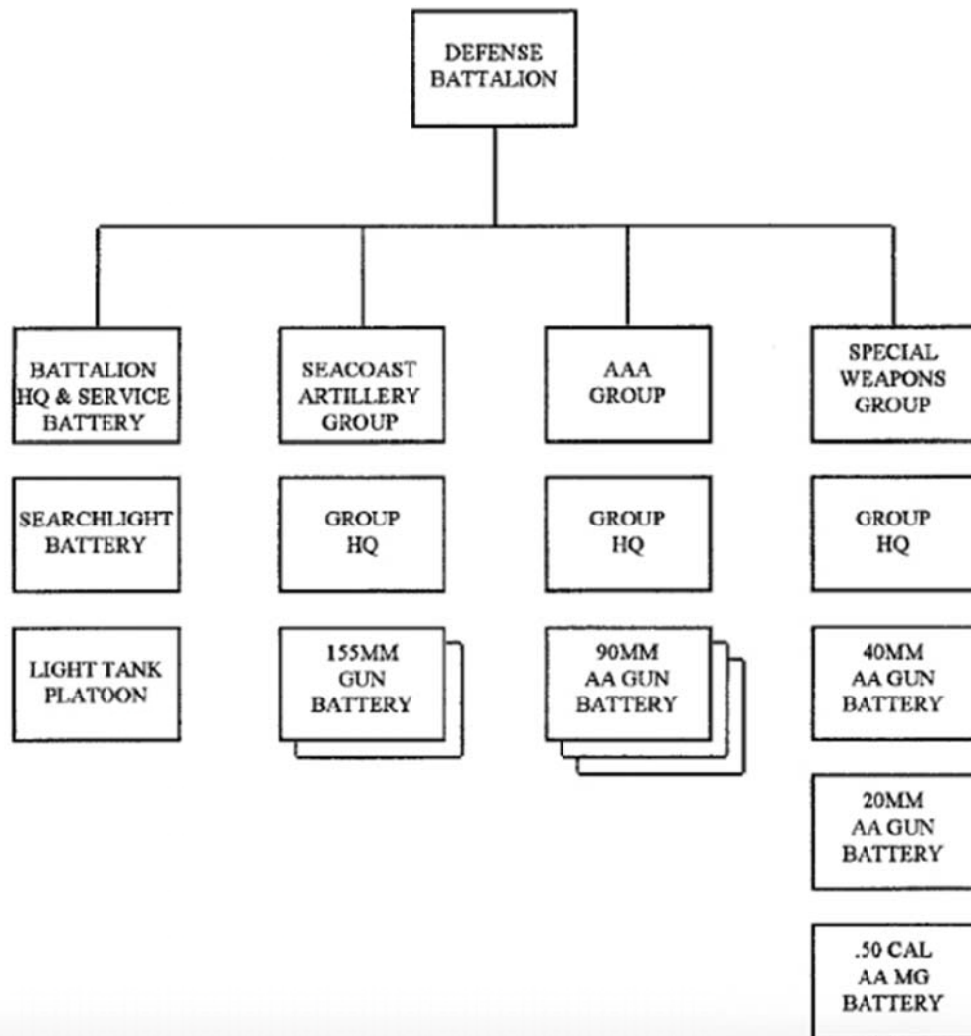 DEFENSE
BATTALION
BATTALION
HQ & SERVICE
BATTERY
SEACOAST
ARTILLERY
GROUP
AAA
GROUP
SPECIAL
WEAPONS
GROUP
SEARCHLIGHT
BATTERY
GROUP
HQ
GROUP
HQ
GROUP
HQ
LIGHT TANK
PLATOON
155MM
GUN
BATTERY
90MM
AA GUN
BATTERY
40MM
AA GUN
BATTERY
20MM
AA GUN
BATTERY
.50 CAL
AA MG
BATTERY